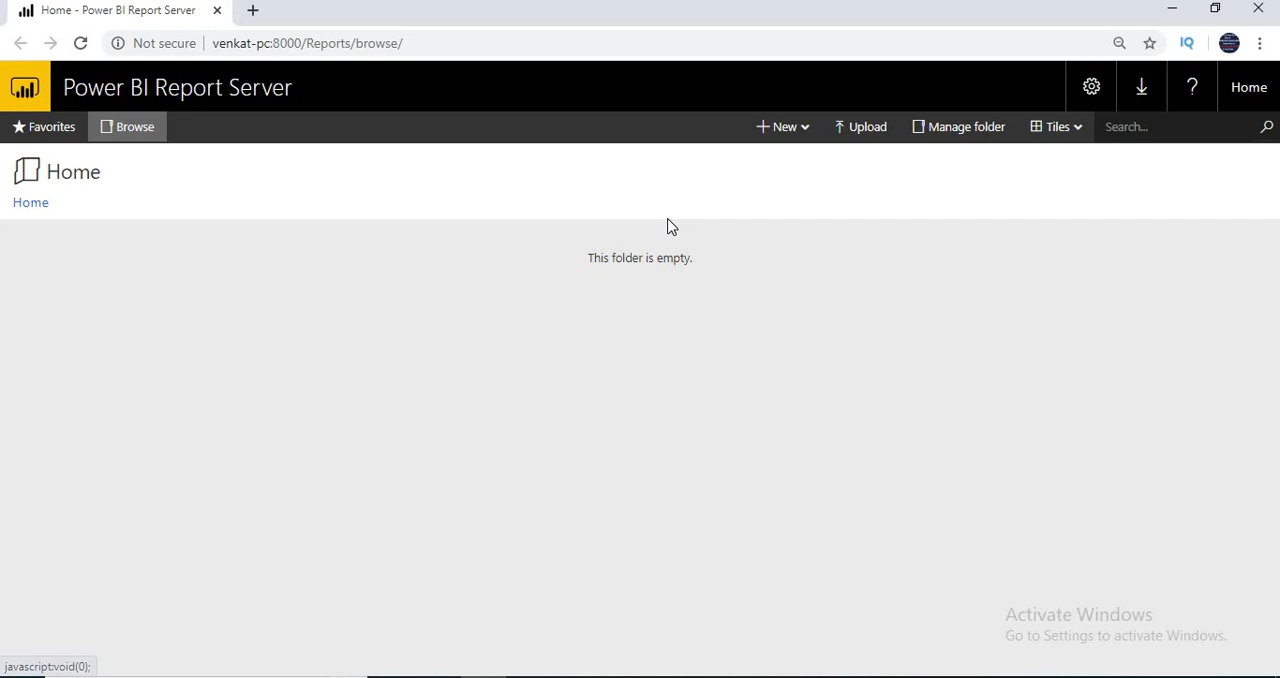 Home - Power BI Report Server
Not secure venkat-pc:8000/Reports/browse/ IQ
Power BI Report Server ? Home
Favorites Browse New Upload Manage folder Tiles Search...
Home
Home
This folder is empty.
Activate Windows
Go to Settings to activate Windows.
javascript:void(0);